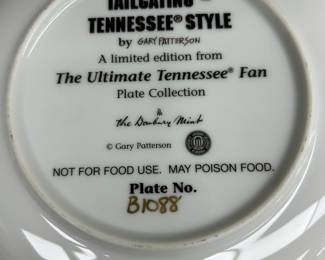 TAILGATING
TENNESSEE® STYLE
by GARY PATTERSON
A limited edition from
The Ultimate Tennessee® Fan
Plate Collection
The Danbury Mint
© Gary Patterson
NOT FOR FOOD USE. MAY POISON FOOD.
Plate No.
B1088